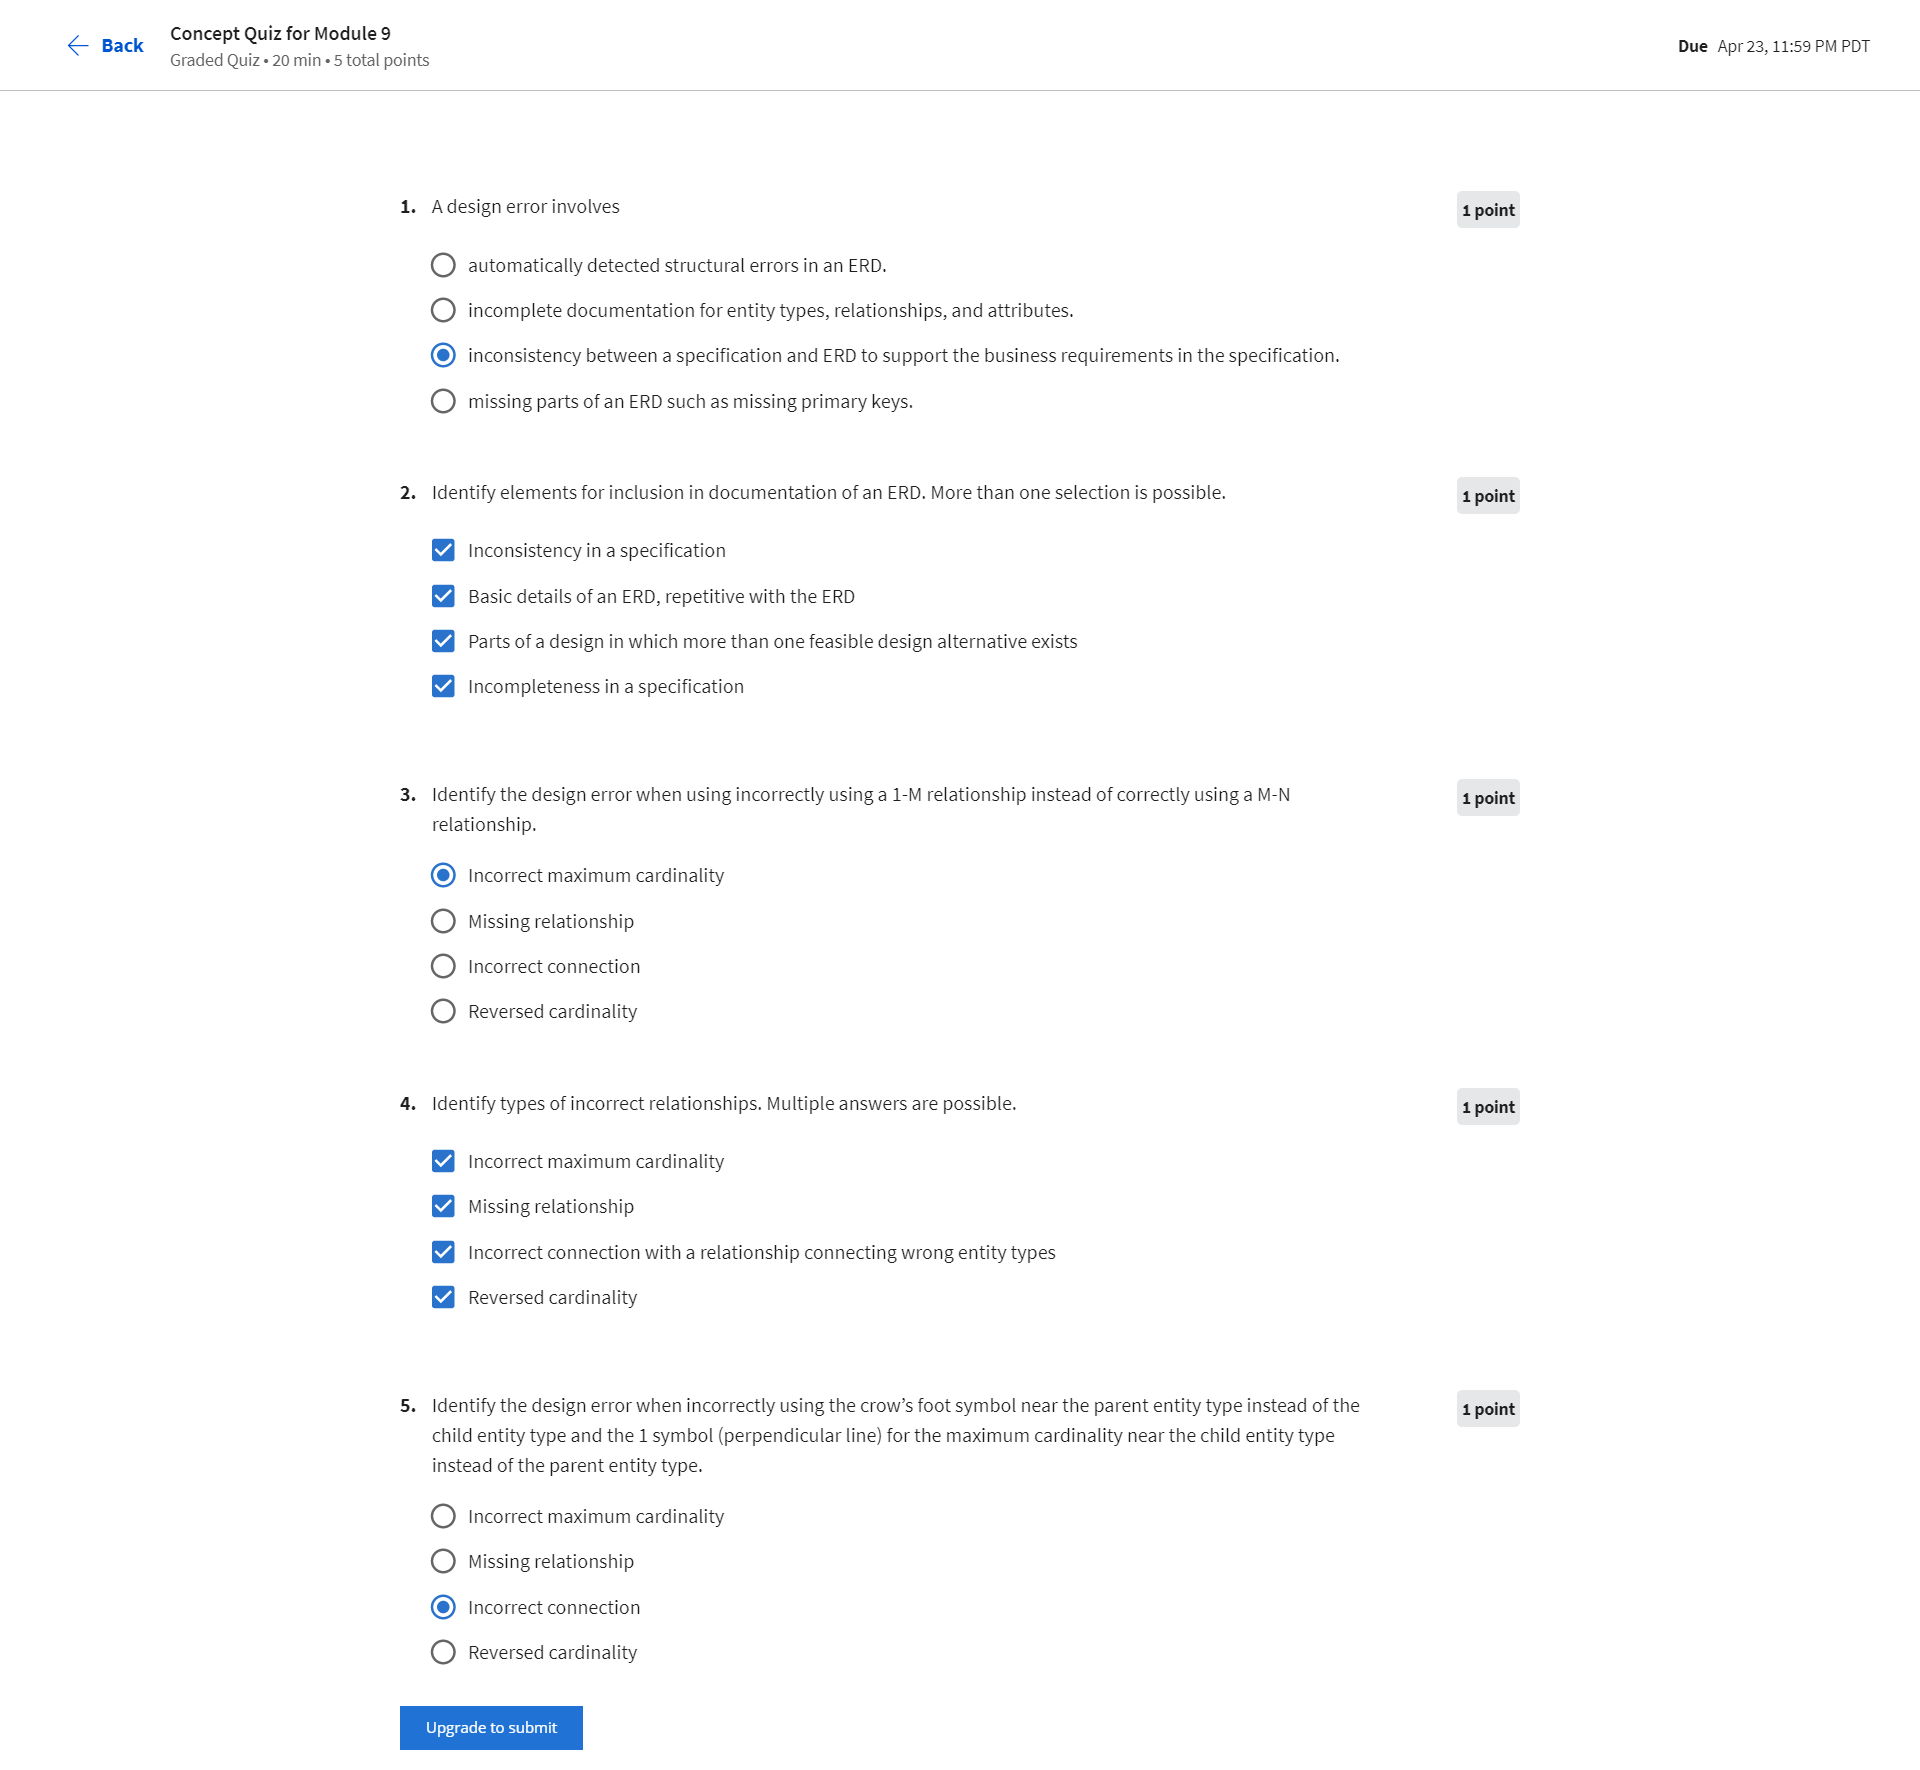 Back
Concept Quiz for Module 9
Graded Quiz • 20 min • 5 total points
Due Apr 23, 11:59 PM PDT
1. A design error involves
1 point
automatically detected structural errors in an ERD.
incomplete documentation for entity types, relationships, and attributes.
inconsistency between a specification and ERD to support the business requirements in the specification.
missing parts of an ERD such as missing primary keys.
2. Identify elements for inclusion in documentation of an ERD. More than one selection is possible.
1 point
Inconsistency in a specification
Basic details of an ERD, repetitive with the ERD
Parts of a design in which more than one feasible design alternative exists
Incompleteness in a specification
3. Identify the design error when using incorrectly using a 1-M relationship instead of correctly using a M-N
relationship.
1 point
Incorrect maximum cardinality
Missing relationship
Incorrect connection
Reversed cardinality
4. Identify types of incorrect relationships. Multiple answers are possible.
1 point
Incorrect maximum cardinality
Missing relationship
Incorrect connection with a relationship connecting wrong entity types
Reversed cardinality
5. Identify the design error when incorrectly using the crow’s foot symbol near the parent entity type instead of the
child entity type and the 1 symbol (perpendicular line) for the maximum cardinality near the child entity type
instead of the parent entity type.
1 point
Incorrect maximum cardinality
Missing relationship
Incorrect connection
Reversed cardinality
Upgrade to submit